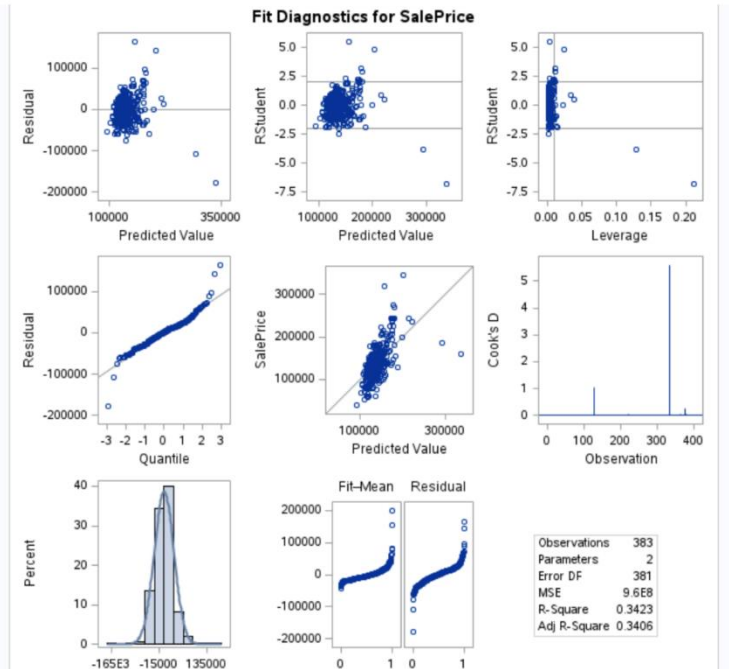 Fit Diagnostics for SalePrice
Residual
100000
0
-100000
-200000
100000 350000
Predicted Value
RStudent
5.0
2.5
0.0
-2.5
-5.0
-7.5
100000 200000 300000
Predicted Value
RStudent
5.0
2.5
0.0
-2.5
-5.0
-7.5
0.00 0.05 0.15 0.20
Leverage
Residual
100000
0
-100000
-200000
-3 -2 -1 0 1 2 3
Quantile
SalePrice
300000
200000
100000
100000 300000
Predicted Value
Cook's D
5
4
3
2
1
0
0 100 200 300 400
Observation
Percent
40
30
20
10
0
-165E3 -150000 135000
Fit–Mean Residual
200000
100000
0
-100000
-200000
0 1 0 1
Observations 383
Parameters 2
Error DF 381
MSE 9.6E8
R-Square 0.3423
Adj R-Square 0.3406